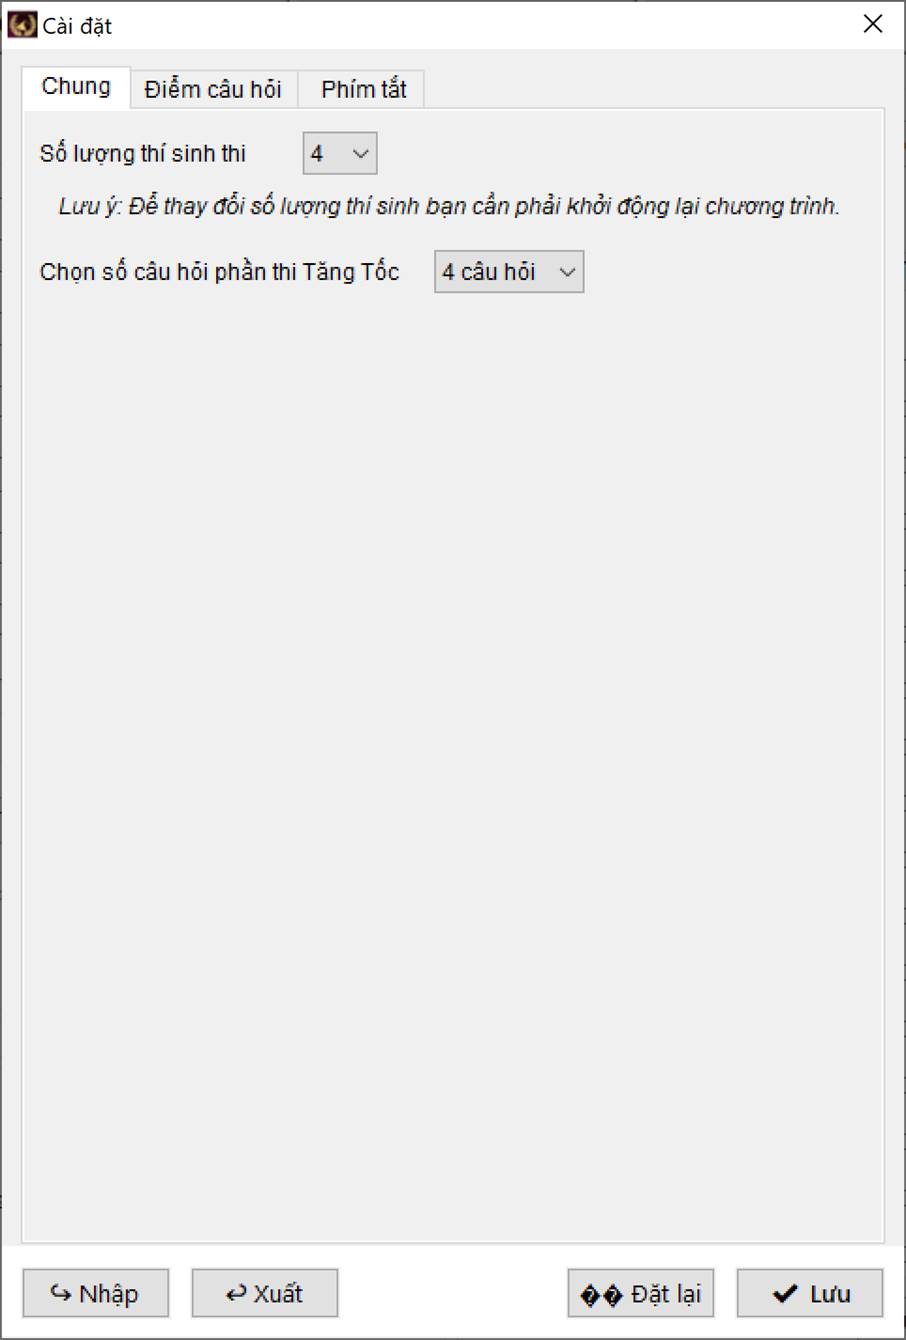 Cài đặt
Chung Điểm câu hỏi Phím tắt
Số lượng thí sinh thi 4
Lưu ý: Để thay đổi số lượng thí sinh bạn cần phải khởi động lại chương trình.
Chọn số câu hỏi phần thi Tăng Tốc 4 câu hỏi
↪ Nhập ↩ Xuất �� Đặt lại ✔ Lưu